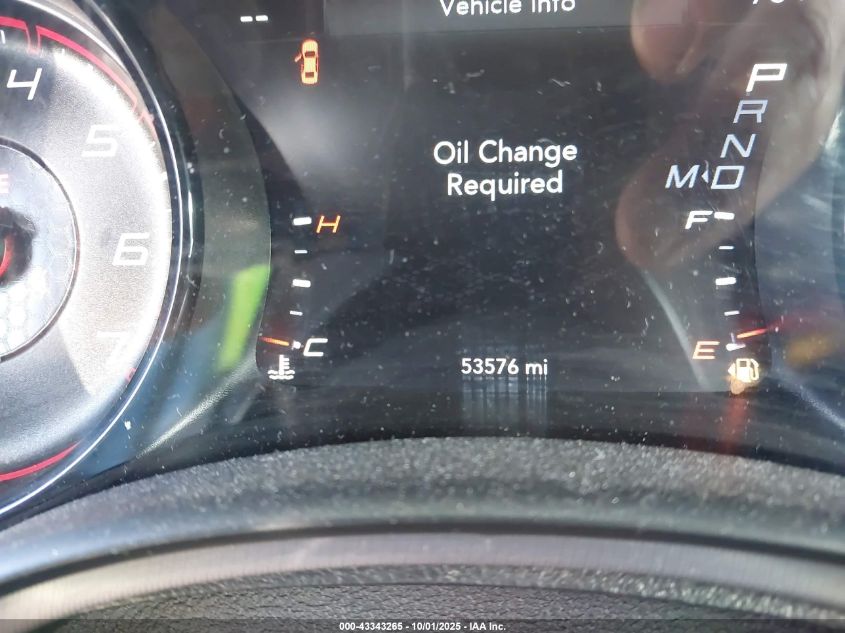 Vehicle Info
4
5
6
7
P
R
N
M D
Oil Change
Required
H
F
C
E
53576 mi
000-43343265 - 10/01/2025 - IAA Inc.